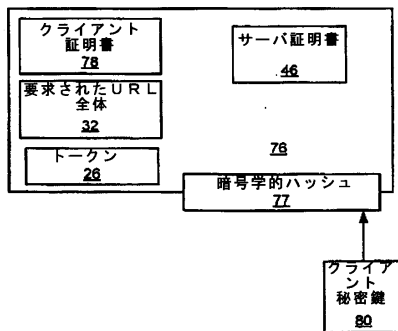 クライアント
証明書
78
サーバ証明書
46
要求されたURL
全体
32
トークン
26
76
暗号学的ハッシュ
77
クライア
ント
秘密鍵
80